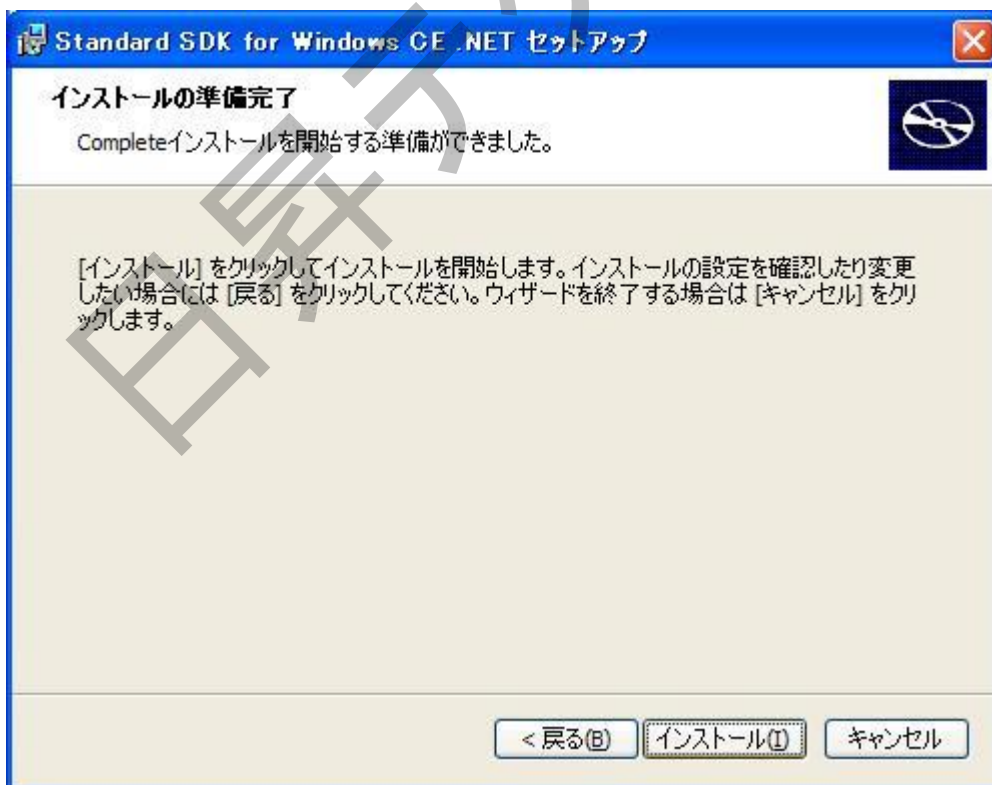 Standard SDK for Windows CE .NET セットアップ
インストールの準備完了
Completeインストールを開始する準備ができました。
[インストール] をクリックしてインストールを開始します。インストールの設定を確認したり変更
したい場合には [戻る] をクリックしてください。ウィザードを終了する場合は [キャンセル] をクリ
ックします。
< 戻る(B) インストール(I) キャンセル
日昇テ